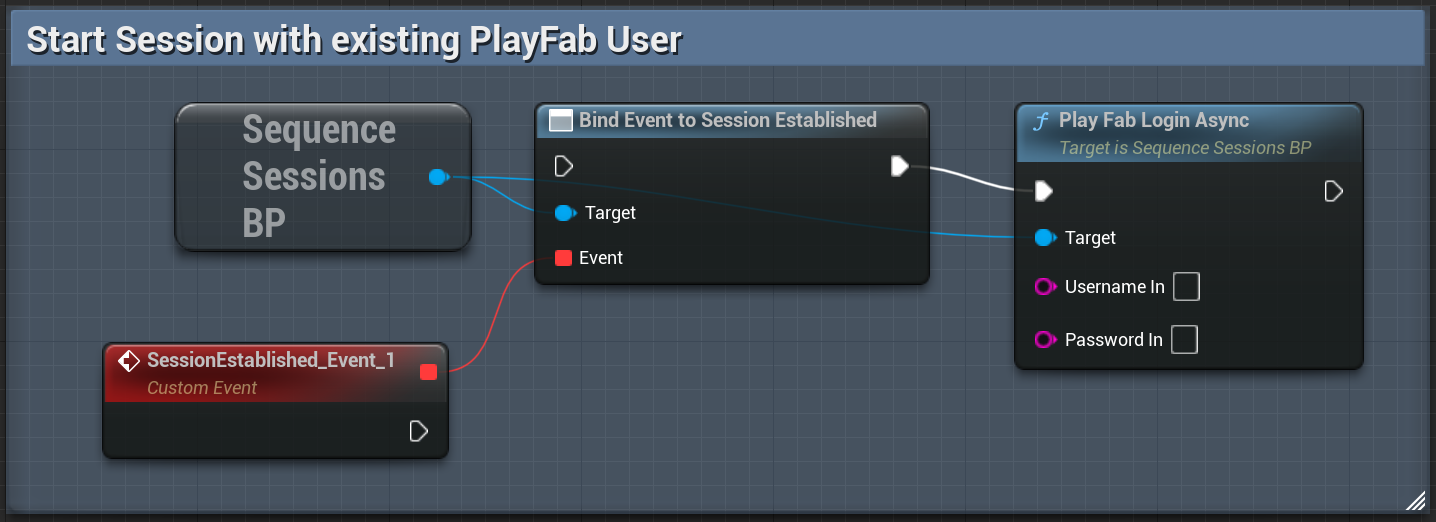 Start Session with existing PlayFab User
Sequence
Sessions
BP
Bind Event to Session Established
Target
Event
Play Fab Login Async
Target is Sequence Sessions BP
Target
Username In
Password In
SessionEstablished_Event_1
Custom Event